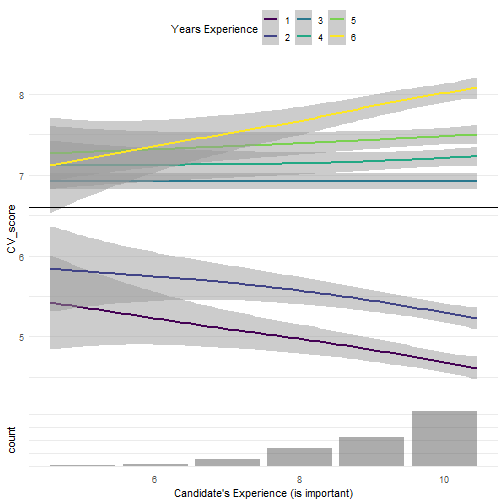 Years Experience 1 3 5
2 4 6
8
7
6
5
CV_score
count
6 8 10
Candidate's Experience (is important)